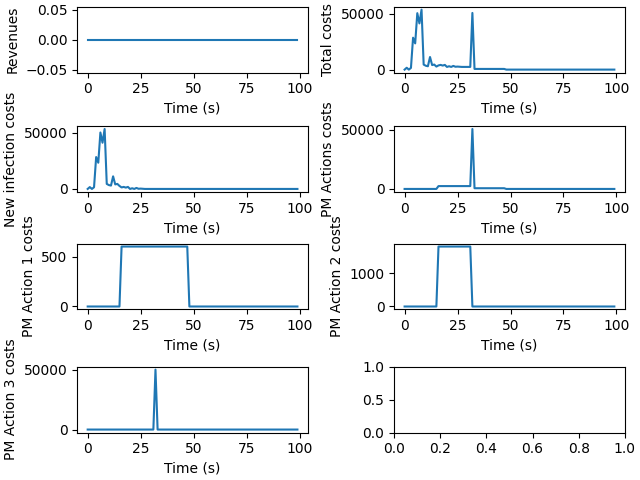 Revenues
0.05
0.00
−0.05
0 25 50 75 100
Time (s)
Total costs
50000
0
0 25 50 75 100
Time (s)
New infection costs
50000
0
0 25 50 75 100
Time (s)
PM Actions costs
50000
0
0 25 50 75 100
Time (s)
PM Action 1 costs
500
0
0 25 50 75 100
Time (s)
PM Action 2 costs
1000
0
0 25 50 75 100
Time (s)
PM Action 3 costs
50000
0
0 25 50 75 100
Time (s)
1.0
0.5
0.0
0.0 0.2 0.4 0.6 0.8 1.0